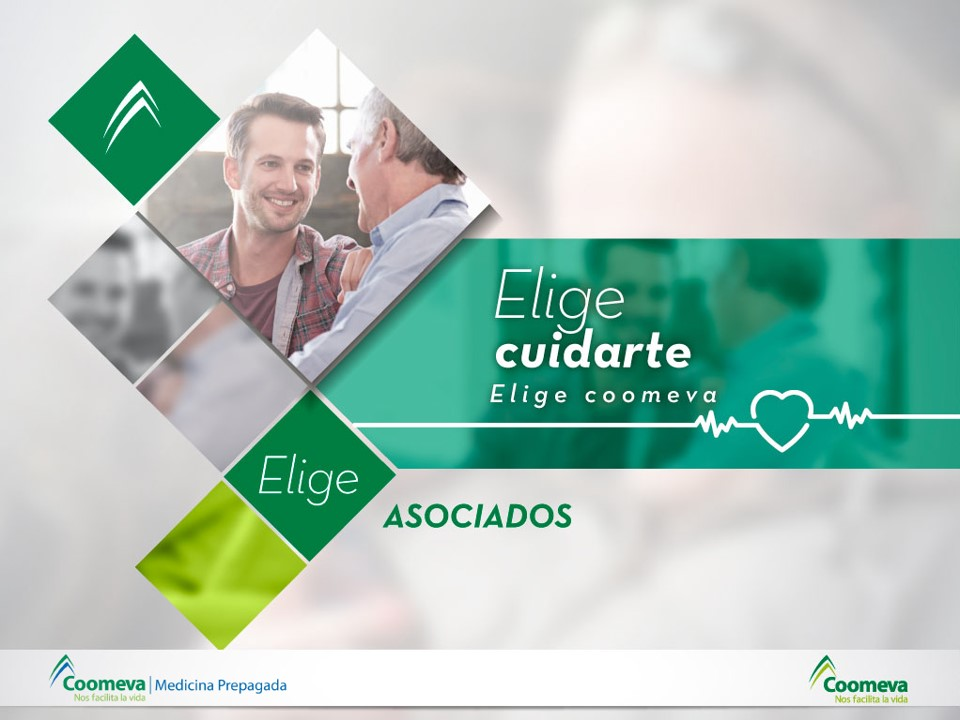 Elige
cuidarte
Elige coomeva
Elige
ASOCIADOS
Coomeva | Medicina Prepagada
Nos facilita la vida
Coomeva
Nos facilita la vida